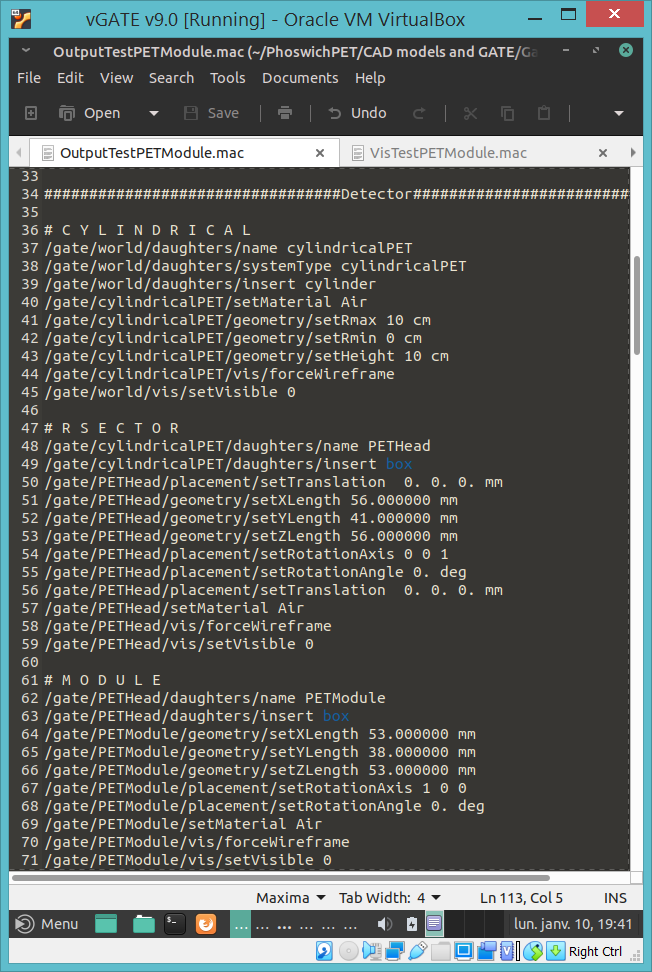 vGATE v9.0 [Running] - Oracle VM VirtualBox
OutputTestPETModule.mac (~/PhoswichPET/CAD models and GATE/Ga
File Edit View Search Tools Documents Help
Open Save Undo
OutputTestPETModule.mac VisTestPETModule.mac
33
34 #################################Detector########################
35
36 # C Y L I N D R I C A L
37 /gate/world/daughters/name cylindricalPET
38 /gate/world/daughters/systemType cylindricalPET
39 /gate/world/daughters/insert cylinder
40 /gate/cylindricalPET/setMaterial Air
41 /gate/cylindricalPET/geometry/setRmax 10 cm
42 /gate/cylindricalPET/geometry/setRmin 0 cm
43 /gate/cylindricalPET/geometry/setHeight 10 cm
44 /gate/cylindricalPET/vis/forceWireframe
45 /gate/world/vis/setVisible 0
46
47 # R S E C T O R
48 /gate/cylindricalPET/daughters/name PETHead
49 /gate/cylindricalPET/daughters/insert box
50 /gate/PETHead/placement/setTranslation  0. 0. 0. mm
51 /gate/PETHead/geometry/setXLength 56.000000 mm
52 /gate/PETHead/geometry/setYLength 41.000000 mm
53 /gate/PETHead/geometry/setZLength 56.000000 mm
54 /gate/PETHead/placement/setRotationAxis 0 0 1
55 /gate/PETHead/placement/setRotationAngle 0. deg
56 /gate/PETHead/placement/setTranslation  0. 0. 0. mm
57 /gate/PETHead/setMaterial Air
58 /gate/PETHead/vis/forceWireframe
59 /gate/PETHead/vis/setVisible 0
60
61 # M O D U L E
62 /gate/PETHead/daughters/name PETModule
63 /gate/PETHead/daughters/insert box
64 /gate/PETModule/geometry/setXLength 53.000000 mm
65 /gate/PETModule/geometry/setYLength 38.000000 mm
66 /gate/PETModule/geometry/setZLength 53.000000 mm
67 /gate/PETModule/placement/setRotationAxis 1 0 0
68 /gate/PETModule/placement/setRotationAngle 0. deg
69 /gate/PETModule/setMaterial Air
70 /gate/PETModule/vis/forceWireframe
71 /gate/PETModule/vis/setVisible 0
Maxima Tab Width: 4 Ln 113, Col 5 INS
Menu ... ... ... ... ... ... lun. janv. 10, 19:41
Right Ctrl